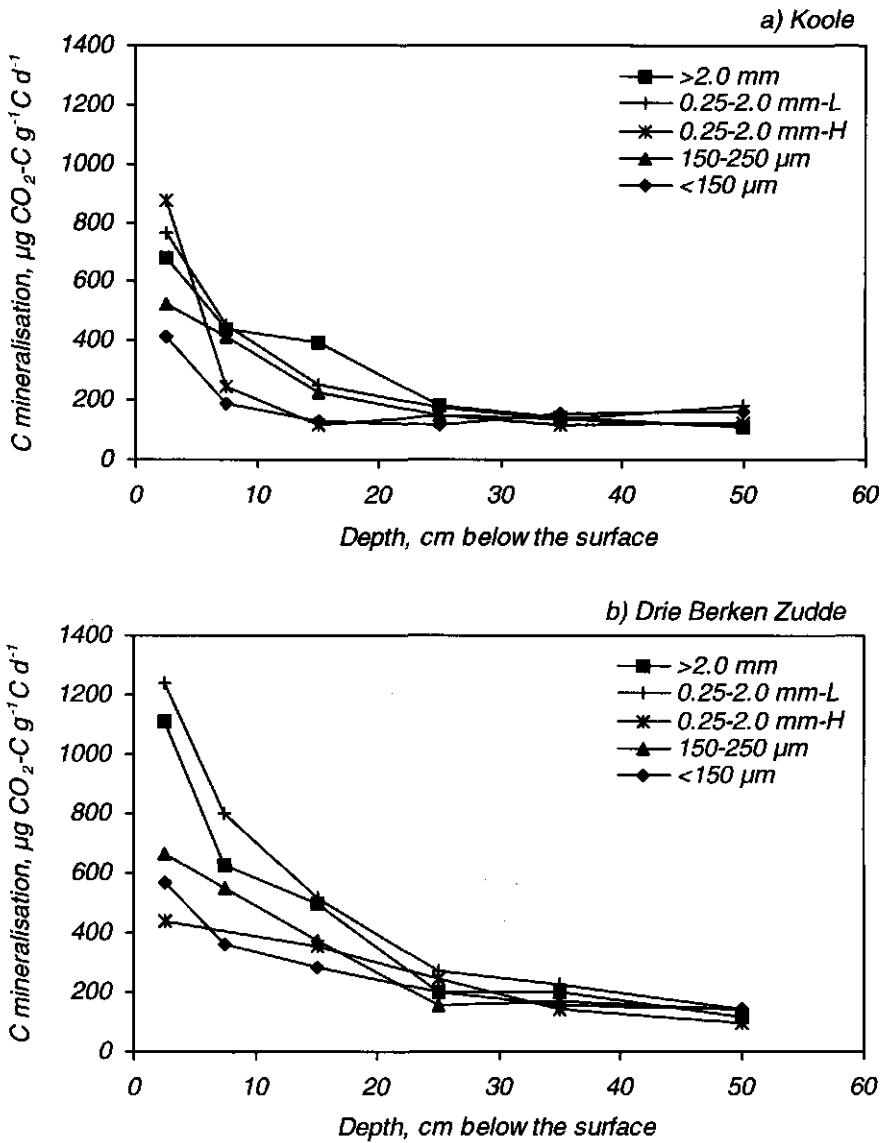 a) Koole
1400
1200
1000
800
600
400
200
0
C mineralisation, µg CO₂-C g⁻¹C d⁻¹
>2.0 mm
0.25-2.0 mm-L
0.25-2.0 mm-H
150-250 µm
<150 µm
0 10 20 30 40 50 60
Depth, cm below the surface
b) Drie Berken Zudde
1400
1200
1000
800
600
400
200
0
C mineralisation, µg CO₂-C g⁻¹C d⁻¹
>2.0 mm
0.25-2.0 mm-L
0.25-2.0 mm-H
150-250 µm
<150 µm
0 10 20 30 40 50 60
Depth, cm below the surface